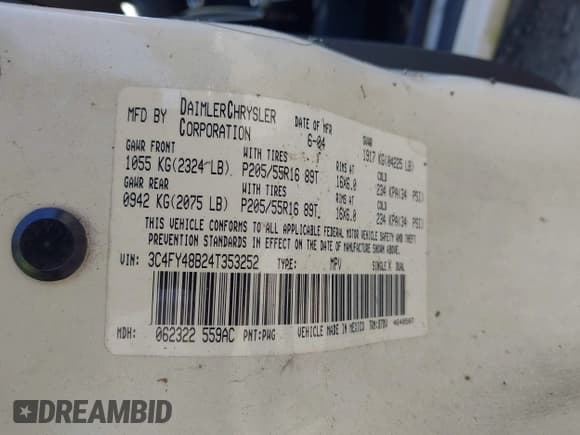 MFD BY DAIMLERCHRYSLER CORPORATION
DATE OF MFR 6-04
GVWR 1917 KG(04225 LB)
GAWR FRONT WITH TIRES RIMS AT
1055 KG(2324 LB) P205/55R16 89T 16X6.0 234 KPA(34 PSI)
GAWR REAR WITH TIRES RIMS AT
0942 KG(2075 LB) P205/55R16 89T 16X6.0 234 KPA(34 PSI)
THIS VEHICLE CONFORMS TO ALL APPLICABLE FEDERAL MOTOR VEHICLE SAFETY AND THEFT
PREVENTION STANDARDS IN EFFECT ON THE DATE OF MANUFACTURE SHOWN ABOVE.
VIN: 3C4FY48B24T353252 TYPE: MPV SINGLE X DUAL
MDH: 062322 559AC PNT:PWG VEHICLE MADE IN MEXICO
DREAMBID